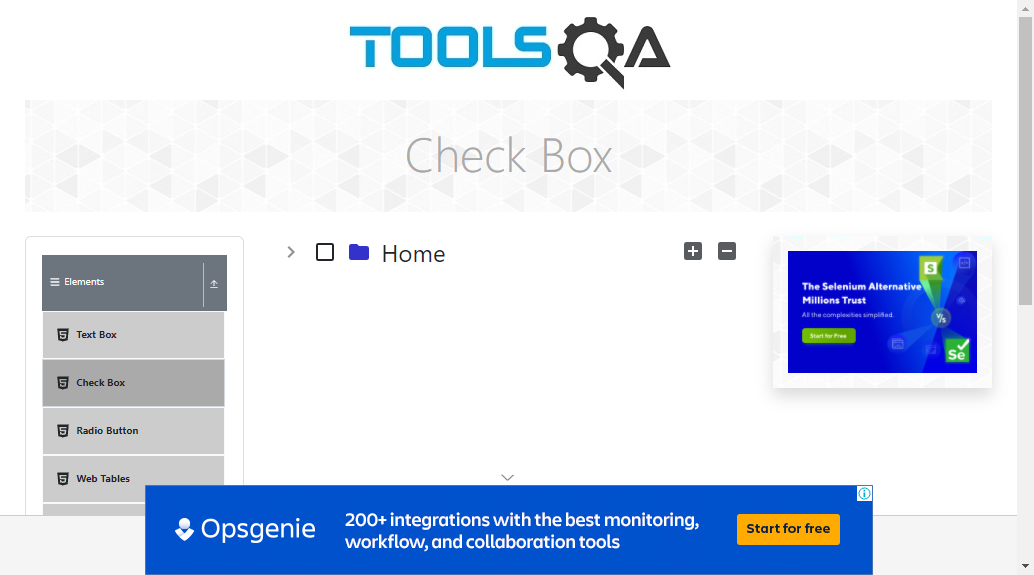 TOOLSQA
Check Box
Elements
Text Box
Check Box
Radio Button
Web Tables
Home
The Selenium Alternative
Millions Trust
All the complexities simplified.
Start for Free
V/s
S
Se
Opsgenie
200+ integrations with the best monitoring,
workflow, and collaboration tools
Start for free